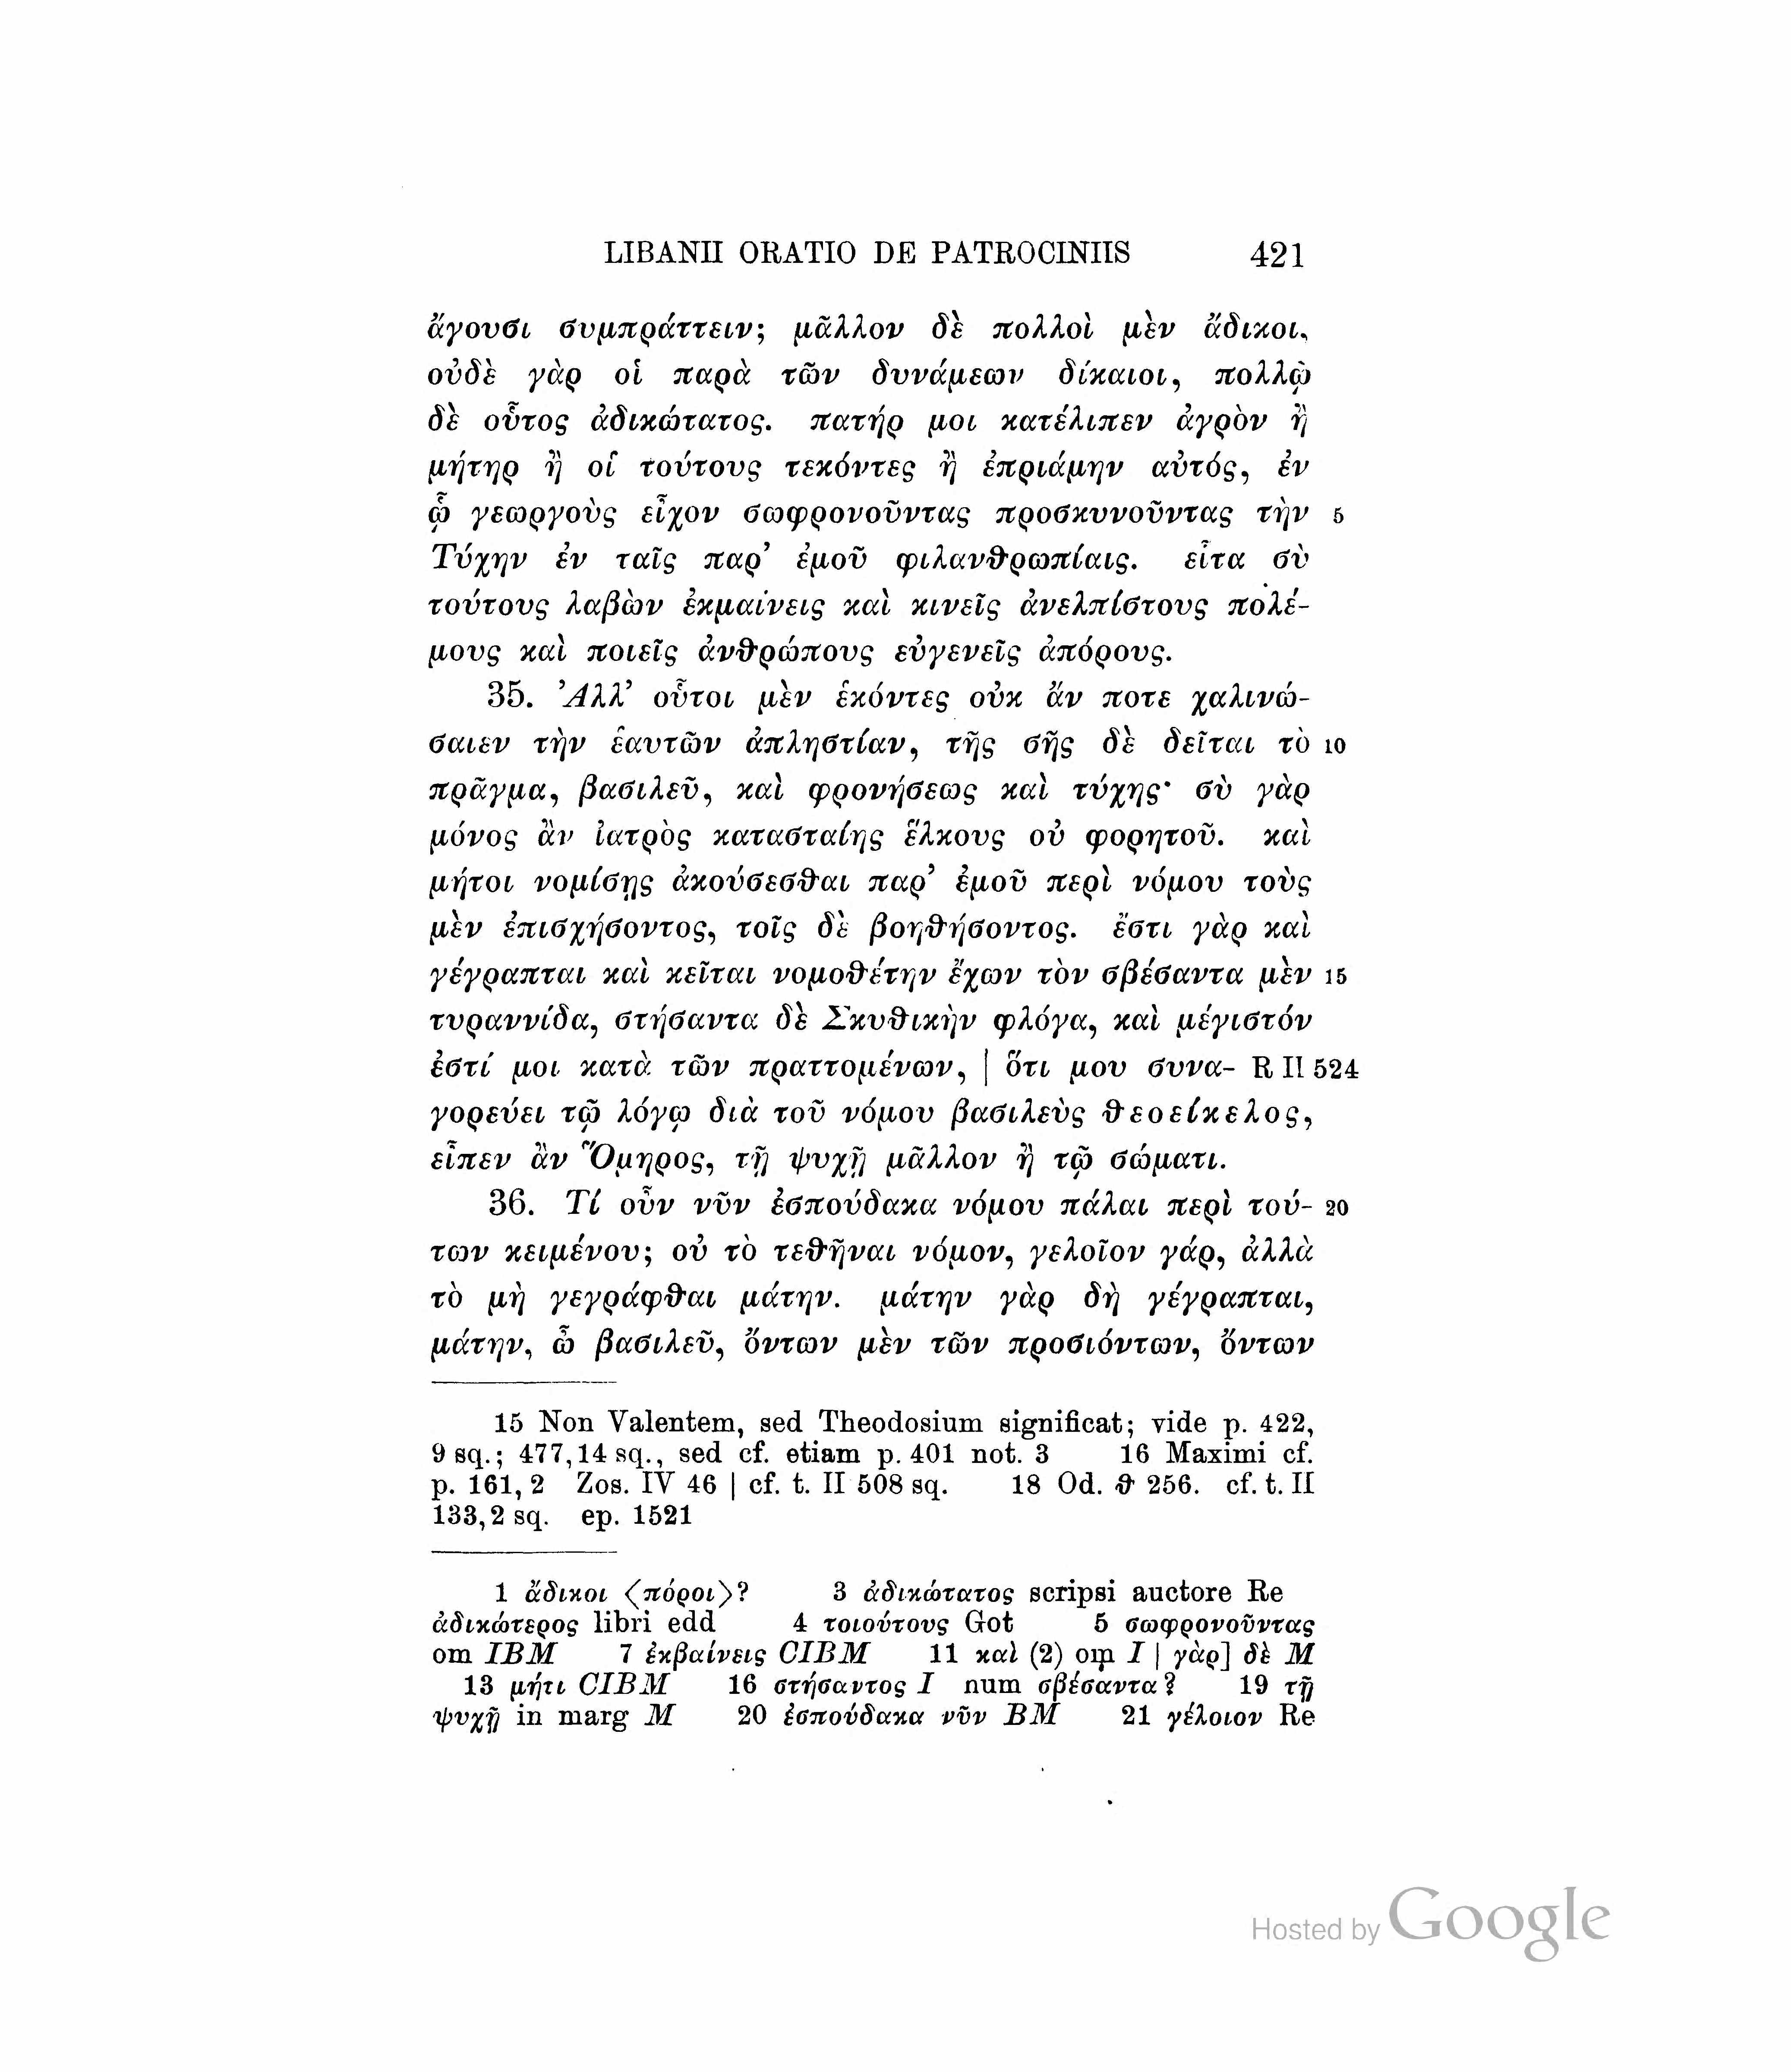 LIBANII ORATIO DE PATROCINIIS 421
ἄγουσι συμπράττειν; μᾶλλον δὲ πολλοὶ μὲν ἄδικοι,
οὐδὲ γὰρ οἱ παρὰ τῶν δυνάμεων δίκαιοι, πολλῷ
δὲ οὗτος ἀδικώτατος. πατήρ μοι κατέλιπεν ἀγρὸν ἢ
μήτηρ ἢ οἵ τούτους τεκόντες ἢ ἐπριάμην αὐτός, ἐν
ᾧ γεωργοὺς εἶχον σωφρονοῦντας προσκυνοῦντας τὴν 5
Τύχην ἐν ταῖς παρ’ ἐμοῦ φιλανθρωπίαις. εἶτα σὺ
τούτους λαβὼν ἐκμαίνεις καὶ κινεῖς ἀνελπίστους πολέ-
μους καὶ ποιεῖς ἀνθρώπους εὐγενεῖς ἀπόρους.
35. Ἀλλ’ οὗτοι μὲν ἑκόντες οὐκ ἄν ποτε χαλινώ-
σαιεν τὴν ἑαυτῶν ἀπληστίαν, τῆς σῆς δὲ δεῖται τὸ 10
πρᾶγμα, βασιλεῦ, καὶ φρονήσεως καὶ τύχης· σὺ γὰρ
μόνος ἂν ἰατρὸς κατασταίης ἕλκους οὐ φορητοῦ. καὶ
μήτοι νομίσῃς ἀκούσεσθαι παρ’ ἐμοῦ περὶ νόμου τοὺς
μὲν ἐπισχήσοντος, τοῖς δὲ βοηθήσοντος. ἔστι γὰρ καὶ
γέγραπται καὶ κεῖται νομοθέτην ἔχων τὸν σβέσαντα μὲν 15
τυραννίδα, στήσαντα δὲ Σκυθικὴν φλόγα, καὶ μέγιστόν
ἐστί μοι κατὰ τῶν πραττομένων, | ὅτι μου συνα- R II 524
γορεύει τῷ λόγῳ διὰ τοῦ νόμου βασιλεὺς θεοείκελος,
εἶπεν ἂν Ὅμηρος, τῇ ψυχῇ μᾶλλον ἢ τῷ σώματι.
36. Τί οὖν νῦν ἐσπούδακα νόμου πάλαι περὶ τού- 20
των κειμένου; οὐ τὸ τεθῆναι νόμον, γελοῖον γάρ, ἀλλὰ
τὸ μὴ γεγράφθαι μάτην. μάτην γὰρ δὴ γέγραπται,
μάτην, ὦ βασιλεῦ, ὄντων μὲν τῶν προσιόντων, ὄντων
15 Non Valentem, sed Theodosium significat; vide p. 422,
9 sq.; 477,14 sq., sed cf. etiam p. 401 not. 3 16 Maximi cf.
p. 161, 2 Zos. IV 46 | cf. t. II 508 sq. 18 Od. θ 256. cf. t. II
133,2 sq. ep. 1521
1 ἄδικοι ⟨πόροι⟩? 3 ἀδικώτατος scripsi auctore Re
ἀδικώτερος libri edd 4 τοιούτους Got 5 σωφρονοῦντας
om IBM 7 ἐκβαίνεις CIBM 11 καὶ (2) om I | γὰρ] δὲ M
13 μήτι CIBM 16 στήσαντος I num σβέσαντα? 19 τῇ
ψυχῇ in marg M 20 ἐσπούδακα νῦν BM 21 γέλοιον Re
Hosted by Google